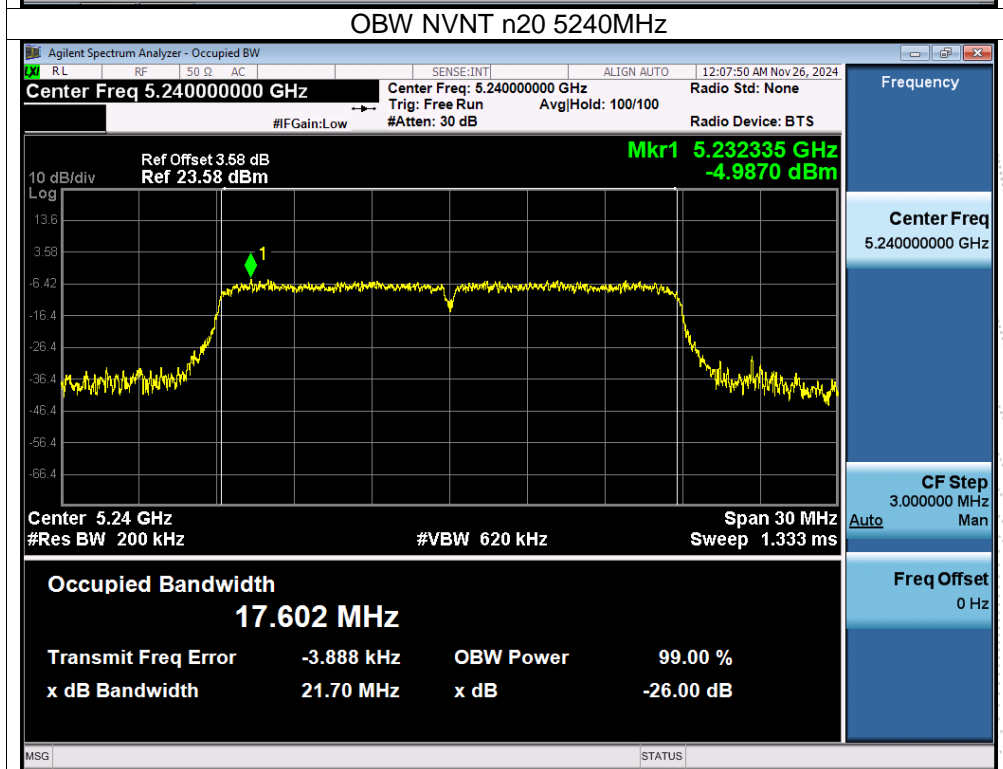 OBW NVNT n20 5240MHz
Agilent Spectrum Analyzer - Occupied BW
LXI RL RF 50 Ω AC SENSE:INT ALIGN AUTO 12:07:50 AM Nov 26, 2024
Center Freq 5.240000000 GHz
Center Freq: 5.240000000 GHz
Radio Std: None
Trig: Free Run Avg|Hold: 100/100
#IFGain:Low #Atten: 30 dB Radio Device: BTS
Frequency
Mkr1 5.232335 GHz
-4.9870 dBm
Ref Offset 3.58 dB
10 dB/div Ref 23.58 dBm
Log
13.6
3.58
-6.42
-16.4
-26.4
-36.4
-46.4
-56.4
-66.4
1
Center 5.24 GHz Span 30 MHz
#Res BW 200 kHz #VBW 620 kHz Sweep 1.333 ms
Center Freq
5.240000000 GHz
CF Step
3.000000 MHz
Auto Man
Freq Offset
0 Hz
Occupied Bandwidth
17.602 MHz
Transmit Freq Error -3.888 kHz OBW Power 99.00 %
x dB Bandwidth 21.70 MHz x dB -26.00 dB
MSG STATUS